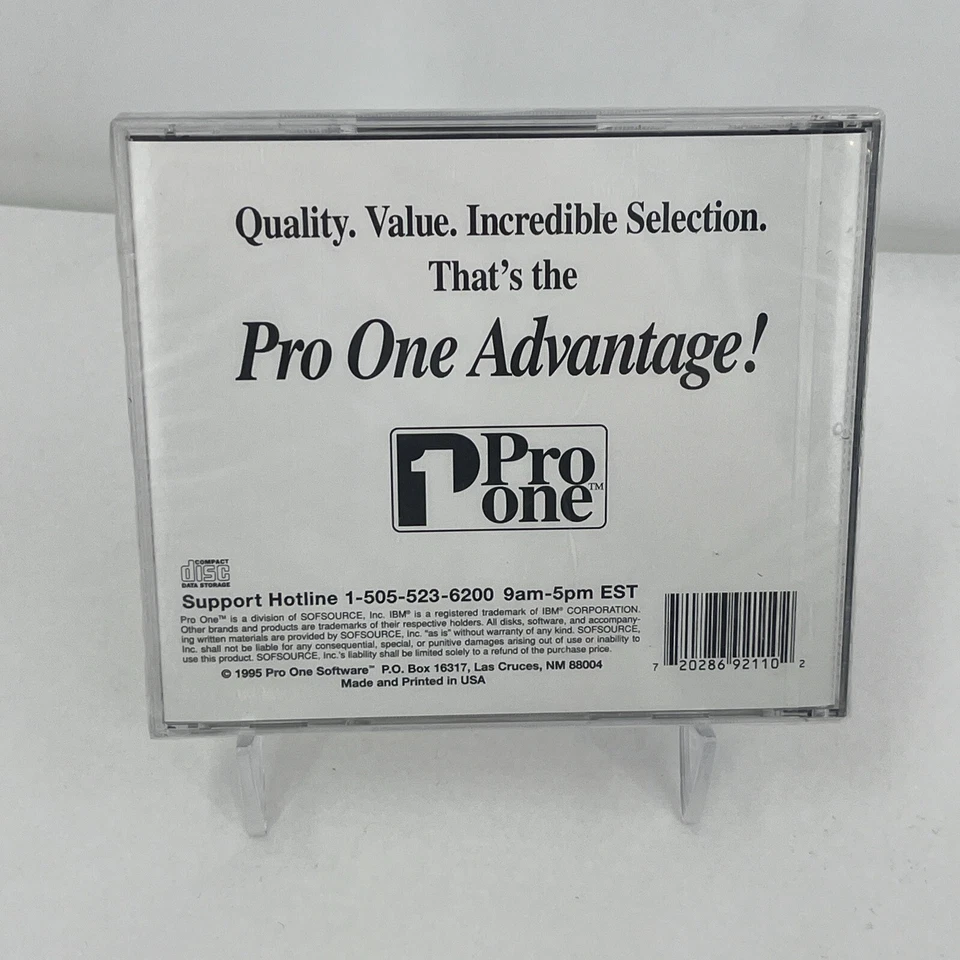 Quality. Value. Incredible Selection.
That's the
Pro One Advantage!
1 Pro
one™
COMPACT
disc
DATA STORAGE
Support Hotline 1-505-523-6200 9am-5pm EST
Pro One™ is a division of SOFSOURCE, Inc. IBM® is a registered trademark of IBM® CORPORATION.
Other brands and products are trademarks of their respective holders. All disks, software, and accompany-
ing written materials are provided by SOFSOURCE, Inc. "as is" without warranty of any kind. SOFSOURCE,
Inc. shall not be liable for any consequential, special, or punitive damages arising out of use or inability to
use this product. SOFSOURCE, Inc.'s liability shall be limited solely to a refund of the purchase price.
© 1995 Pro One Software™ P.O. Box 16317, Las Cruces, NM 88004
Made and Printed in USA
7 20286 92110 2